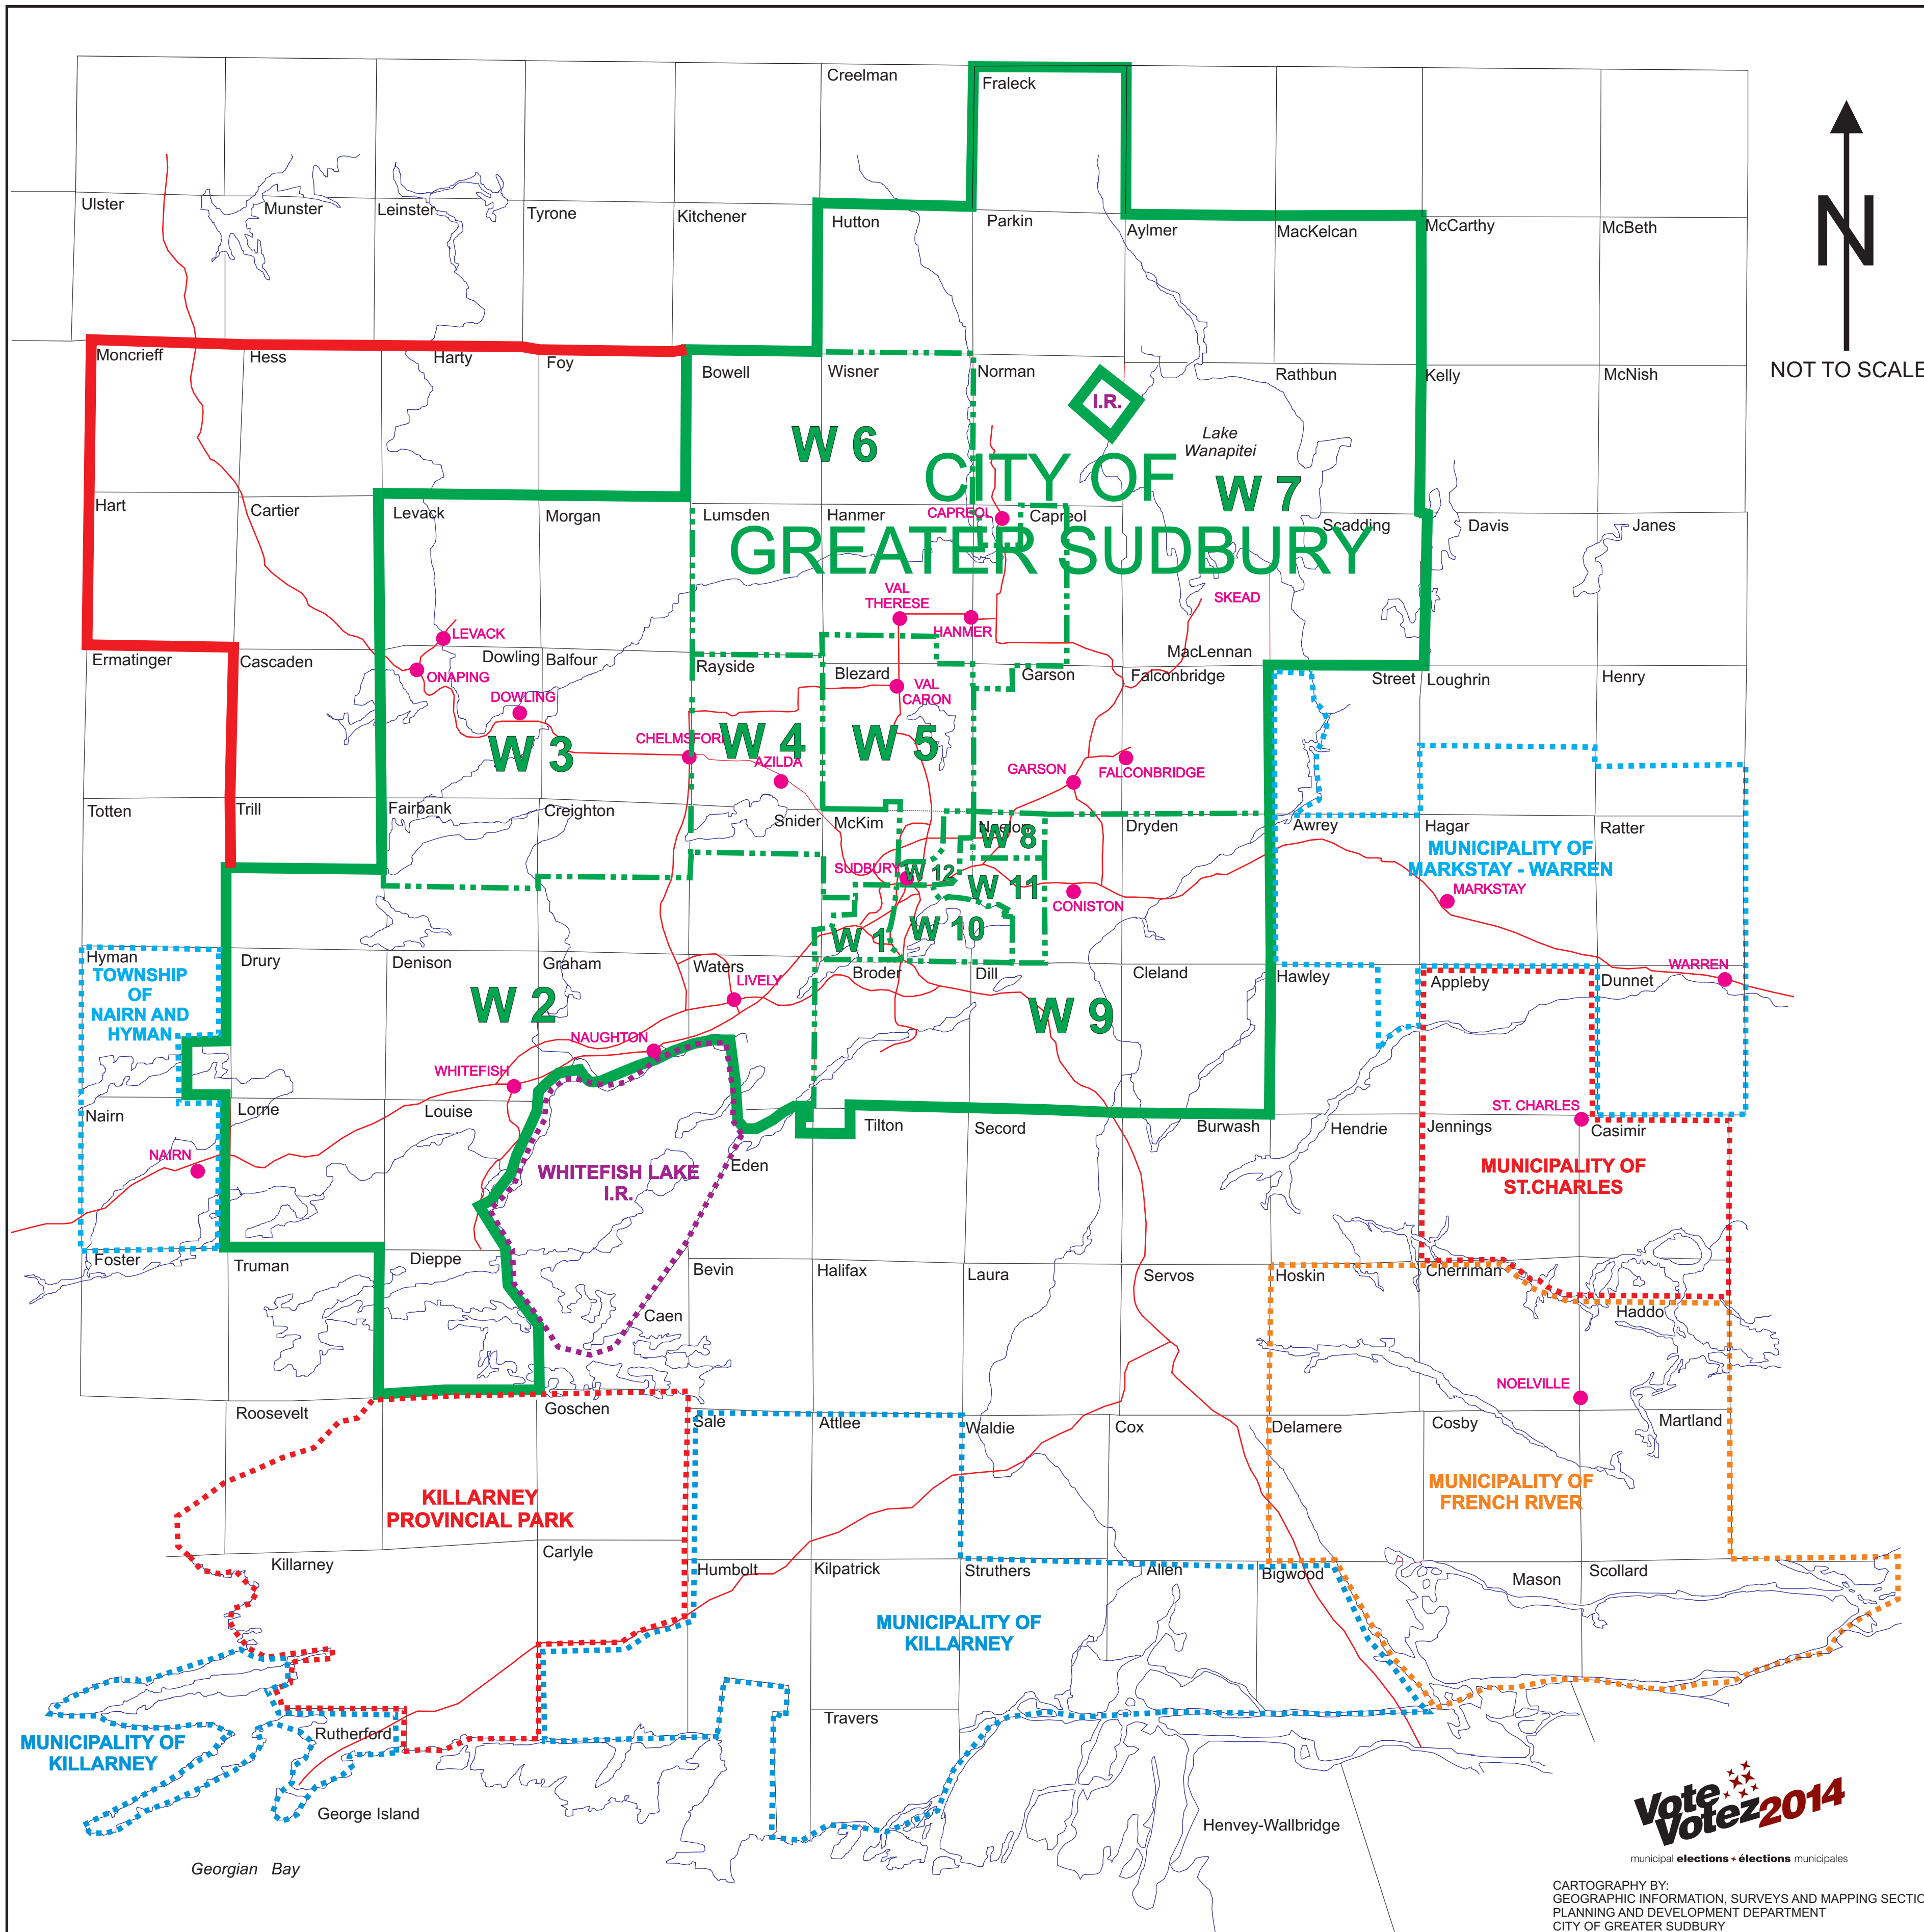 Creelman
Fraleck
Ulster
Munster
Leinster
Tyrone
Kitchener
Hutton
Parkin
Aylmer
MacKelcan
McCarthy
McBeth
N
NOT TO SCALE
Moncrieff
Hess
Harty
Foy
Bowell
Wisner
Norman
I.R.
Rathbun
Kelly
McNish
Lake
Wanapitei
W 6
CITY OF
GREATER SUDBURY
W 7
Hart
Cartier
Levack
Morgan
Lumsden
Hanmer
CAPREOL
Capreol
Scadding
Davis
Janes
VAL
THERESE
HANMER
SKEAD
LEVACK
ONAPING
DOWLING
Ermatinger
Cascaden
Dowling
Balfour
Rayside
Blezard
VAL
CARON
Garson
MacLennan
Falconbridge
Street
Loughrin
Henry
W 3
CHELMSFORD
W 4
AZILDA
W 5
GARSON
FALCONBRIDGE
Totten
Trill
Fairbank
Creighton
Snider
McKim
Neelon
W 8
Dryden
Awrey
Hagar
Ratter
MUNICIPALITY OF
MARKSTAY - WARREN
MARKSTAY
SUDBURY
W 12
W 11
CONISTON
W 1
W 10
Hyman
TOWNSHIP
OF
NAIRN AND
HYMAN
Drury
Denison
Graham
Waters
LIVELY
Broder
Dill
Cleland
Hawley
Appleby
Dunnet
WARREN
W 2
W 9
NAUGHTON
WHITEFISH
Nairn
NAIRN
Lorne
Louise
Eden
Tilton
Secord
Burwash
Hendrie
Jennings
ST. CHARLES
Casimir
WHITEFISH LAKE
I.R.
MUNICIPALITY OF
ST.CHARLES
Foster
Truman
Dieppe
Caen
Bevin
Halifax
Laura
Servos
Hoskin
Cherriman
Haddo
NOELVILLE
Roosevelt
Goschen
Sale
Attlee
Waldie
Cox
Delamere
Cosby
Martland
KILLARNEY
PROVINCIAL PARK
MUNICIPALITY OF
FRENCH RIVER
Killarney
Carlyle
Humbolt
Kilpatrick
Struthers
Allen
Bigwood
Mason
Scollard
MUNICIPALITY OF
KILLARNEY
MUNICIPALITY OF
KILLARNEY
Rutherford
Travers
George Island
Henvey-Wallbridge
Georgian Bay
Vote
Votez2014
municipal elections + élections municipales
CARTOGRAPHY BY:
GEOGRAPHIC INFORMATION, SURVEYS AND MAPPING SECTIO
PLANNING AND DEVELOPMENT DEPARTMENT
CITY OF GREATER SUDBURY